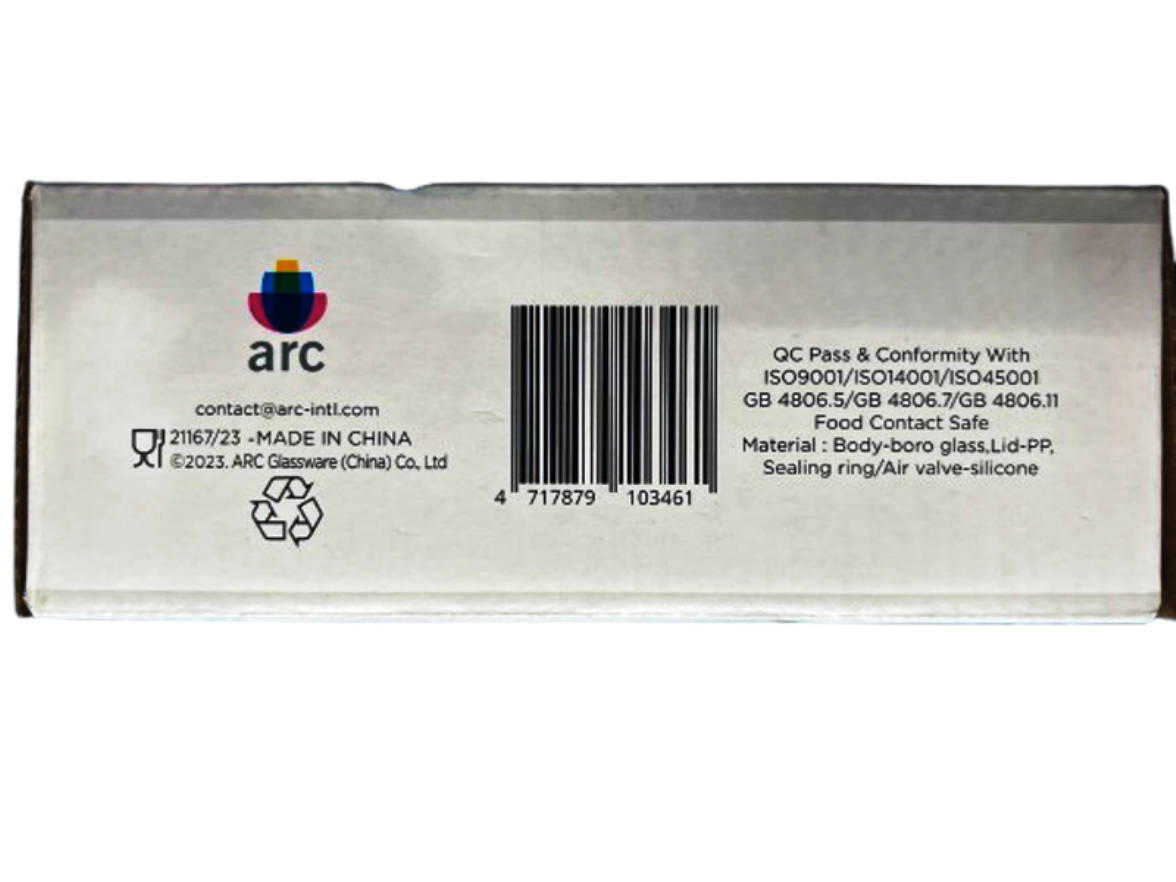 arc
contact@arc-intl.com
21167/23 -MADE IN CHINA
©2023. ARC Glassware (China) Co., Ltd
4 717879 103461
QC Pass & Conformity With
ISO9001/ISO14001/ISO45001
GB 4806.5/GB 4806.7/GB 4806.11
Food Contact Safe
Material : Body-boro glass,Lid-PP,
Sealing ring/Air valve-silicone